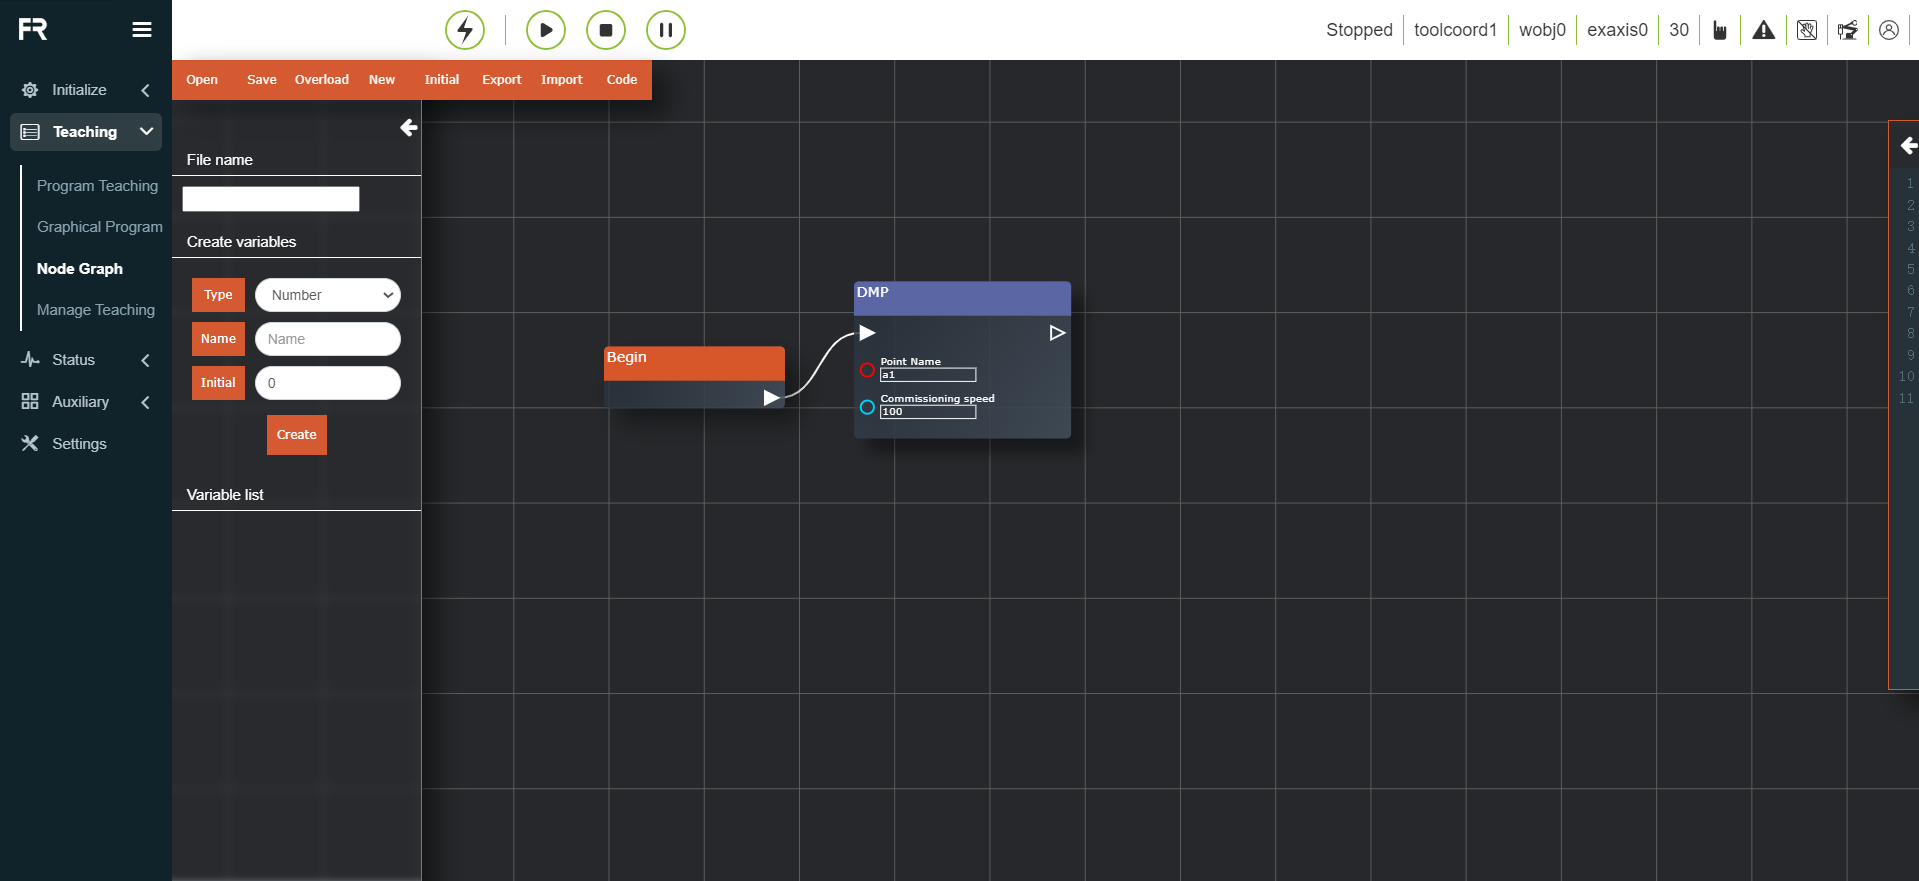 FR
Stopped
toolcoord1
wobj0
exaxis0
30
Open Save Overload New Initial Export Import Code
Initialize
Teaching
Program Teaching
Graphical Program
Node Graph
Manage Teaching
Status
Auxiliary
Settings
File name
Create variables
Type Number
Name Name
Initial 0
Create
Variable list
Begin
DMP
Point Name
a1
Commissioning speed
100
1
2
3
4
5
6
7
8
9
10
11